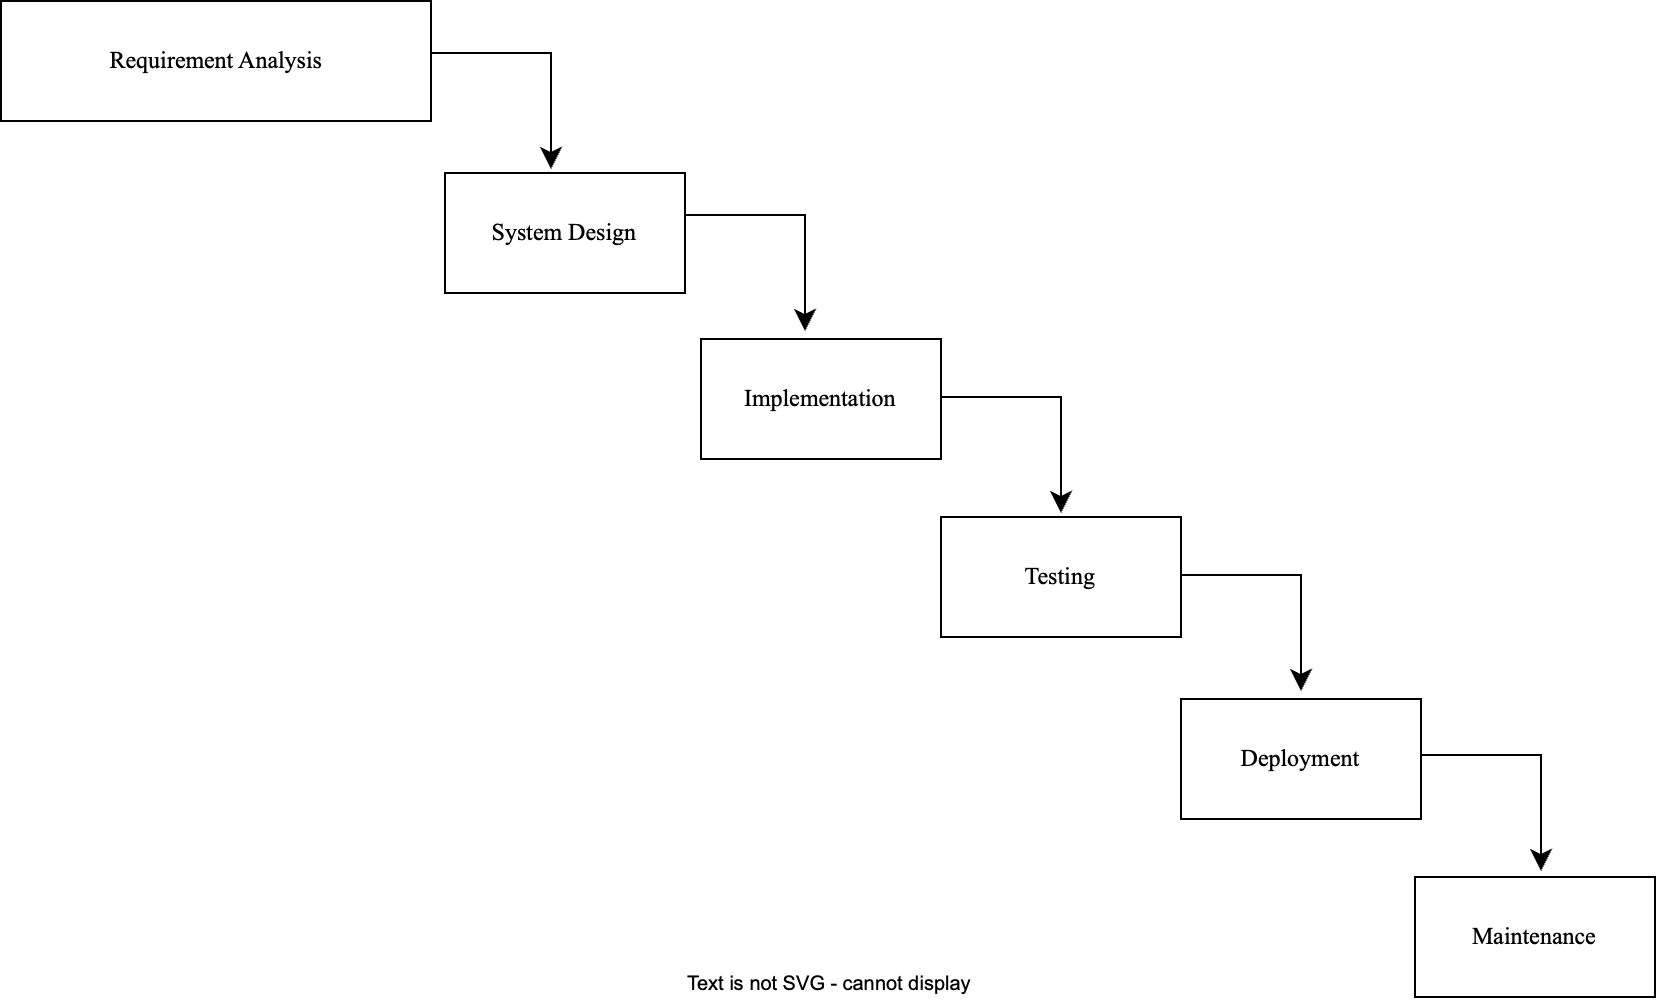 Requirement Analysis
System Design
Implementation
Testing
Deployment
Maintenance
Text is not SVG - cannot display